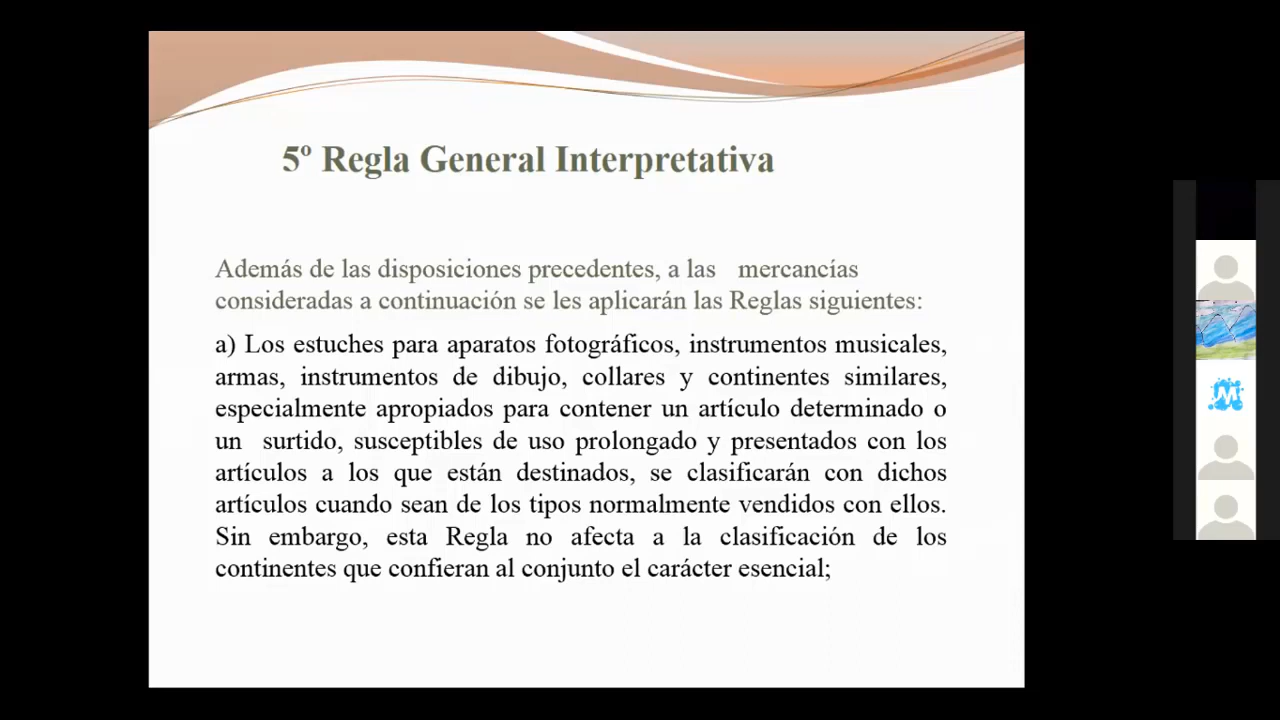 5º Regla General Interpretativa
Además de las disposiciones precedentes, a las mercancías
consideradas a continuación se les aplicarán las Reglas siguientes:
a) Los estuches para aparatos fotográficos, instrumentos musicales,
armas, instrumentos de dibujo, collares y continentes similares,
especialmente apropiados para contener un artículo determinado o
un surtido, susceptibles de uso prolongado y presentados con los
artículos a los que están destinados, se clasificarán con dichos
artículos cuando sean de los tipos normalmente vendidos con ellos.
Sin embargo, esta Regla no afecta a la clasificación de los
continentes que confieran al conjunto el carácter esencial;
M